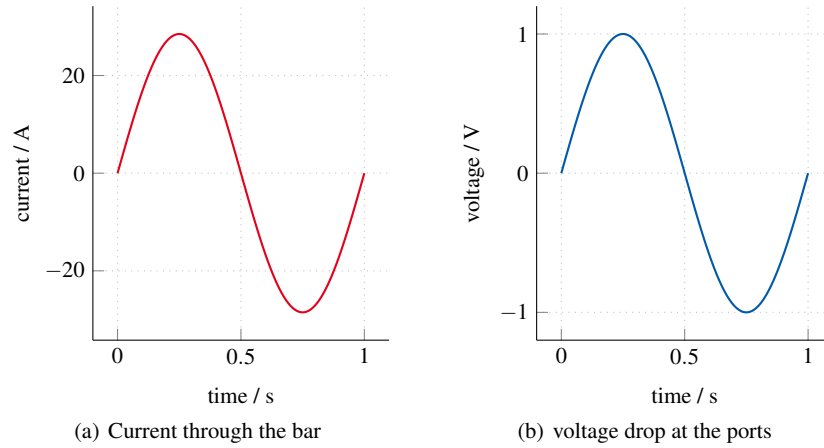 current / A
20
0
−20
0
0.5
1
time / s
(a) Current through the bar
voltage / V
1
0
−1
0
0.5
1
time / s
(b) voltage drop at the ports